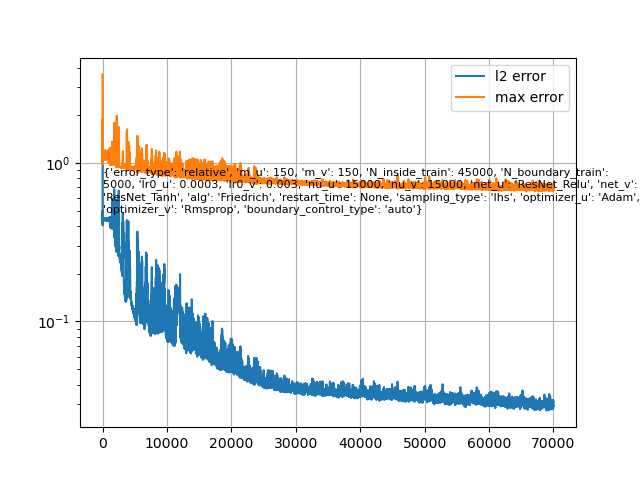 l2 error
max error
10⁰
{'error_type': 'relative', 'm_u': 150, 'm_v': 150, 'N_inside_train': 45000, 'N_boundary_train':
5000, 'lr0_u': 0.0003, 'lr0_v': 0.003, 'nu_u': 15000, 'nu_v': 15000, 'net_u': 'ResNet_Relu', 'net_v':
'ResNet_Tanh', 'alg': 'Friedrich', 'restart_time': None, 'sampling_type': 'lhs', 'optimizer_u': 'Adam',
'optimizer_v': 'Rmsprop', 'boundary_control_type': 'auto'}
10⁻¹
0 10000 20000 30000 40000 50000 60000 70000